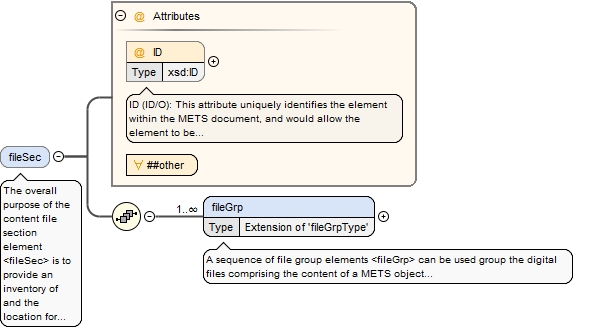 Attributes
@ ID
Type xsd:ID
ID (ID/O): This attribute uniquely identifies the element
within the METS document, and would allow the
element to be...
##other
fileSec
The overall
purpose of the
content file
section
element
<fileSec> is to
provide an
inventory of
and the
location for...
1..∞
fileGrp
Type Extension of 'fileGrpType'
A sequence of file group elements <fileGrp> can be used group the digital
files comprising the content of a METS object...